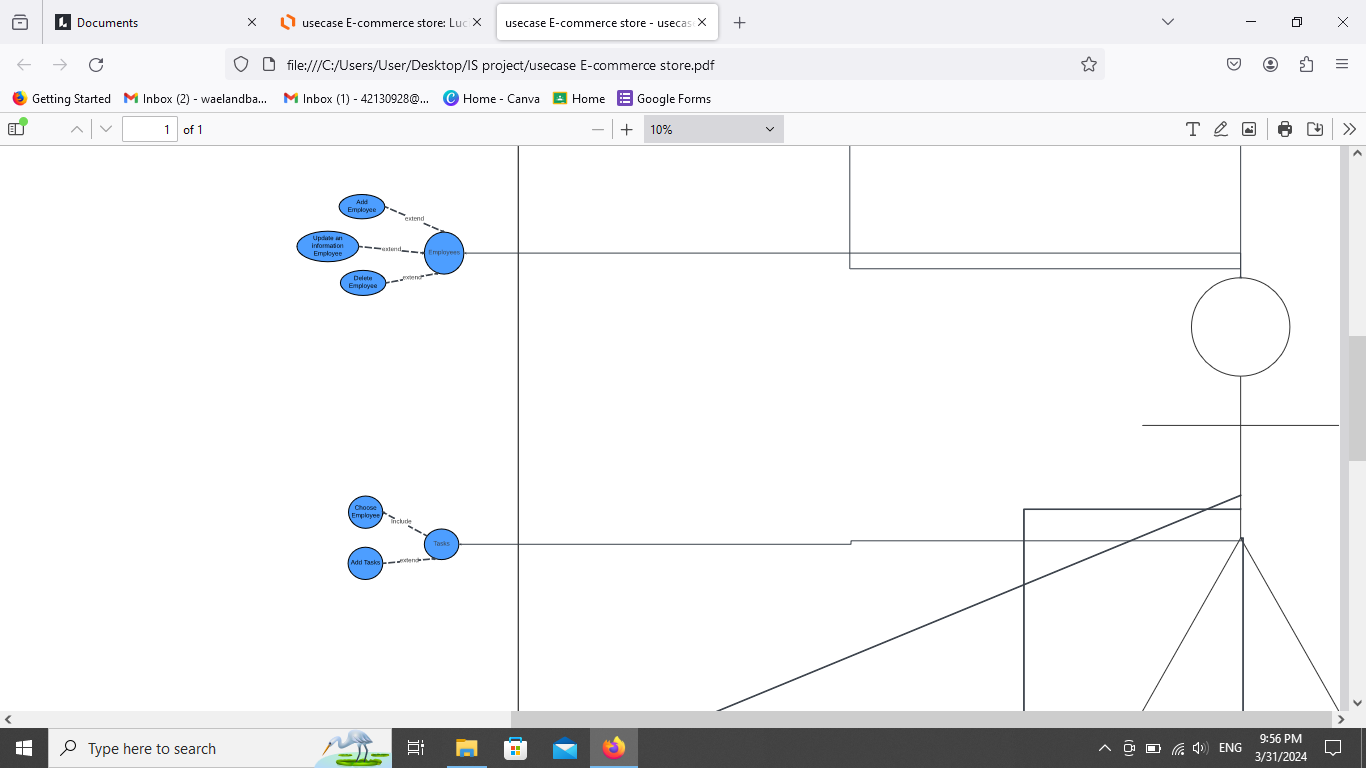 Documents
usecase E-commerce store: Luc
usecase E-commerce store - usecas
file:///C:/Users/User/Desktop/IS project/usecase E-commerce store.pdf
Getting Started
Inbox (2) - waelandba...
Inbox (1) - 42130928@...
Home - Canva
Home
Google Forms
1 of 1
10%
Add
Employee
extend
Update an
information
Employee
extend
Employees
Delete
Employee
extend
Choose
Employee
Include
Tasks
Add Tasks
extend
Type here to search
ENG
9:56 PM
3/31/2024